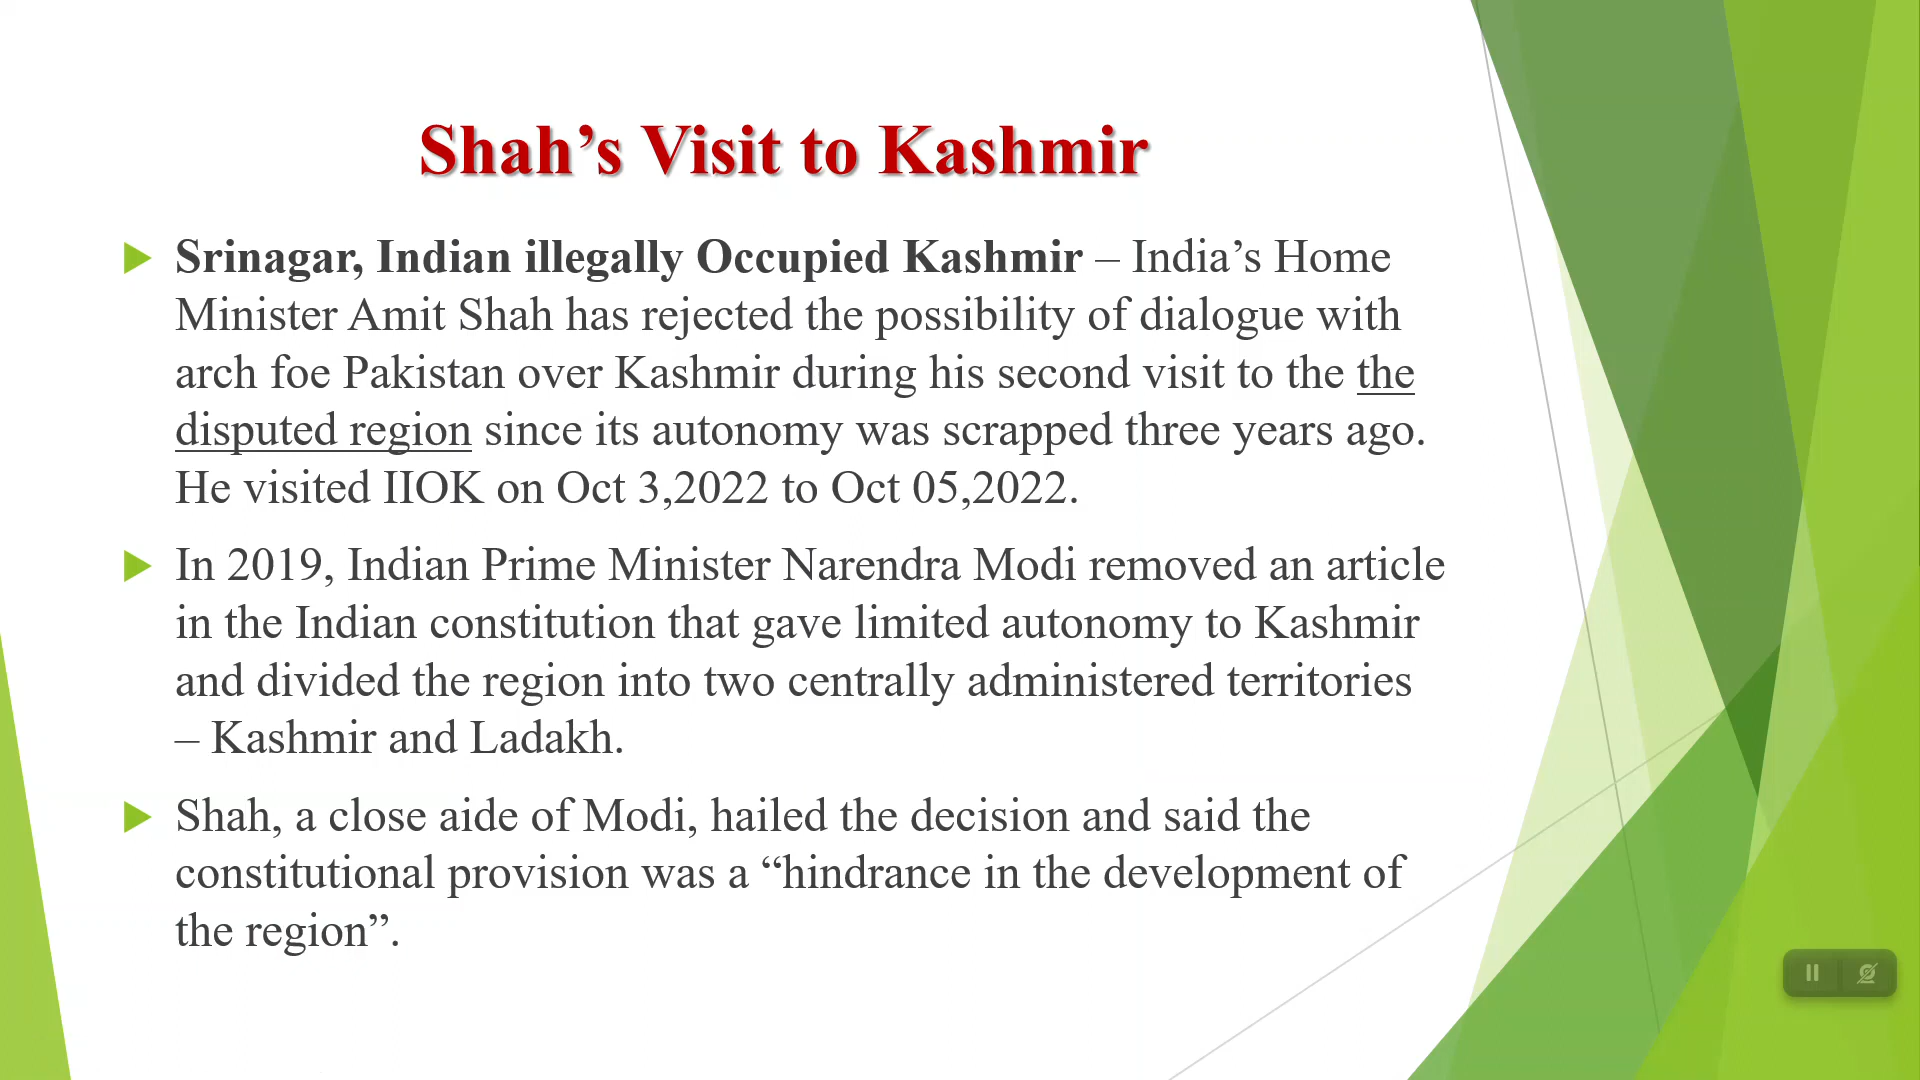 Shah’s Visit to Kashmir
Srinagar, Indian illegally Occupied Kashmir – India’s Home
Minister Amit Shah has rejected the possibility of dialogue with
arch foe Pakistan over Kashmir during his second visit to the the
disputed region since its autonomy was scrapped three years ago.
He visited IIOK on Oct 3,2022 to Oct 05,2022.
In 2019, Indian Prime Minister Narendra Modi removed an article
in the Indian constitution that gave limited autonomy to Kashmir
and divided the region into two centrally administered territories
– Kashmir and Ladakh.
Shah, a close aide of Modi, hailed the decision and said the
constitutional provision was a “hindrance in the development of
the region”.